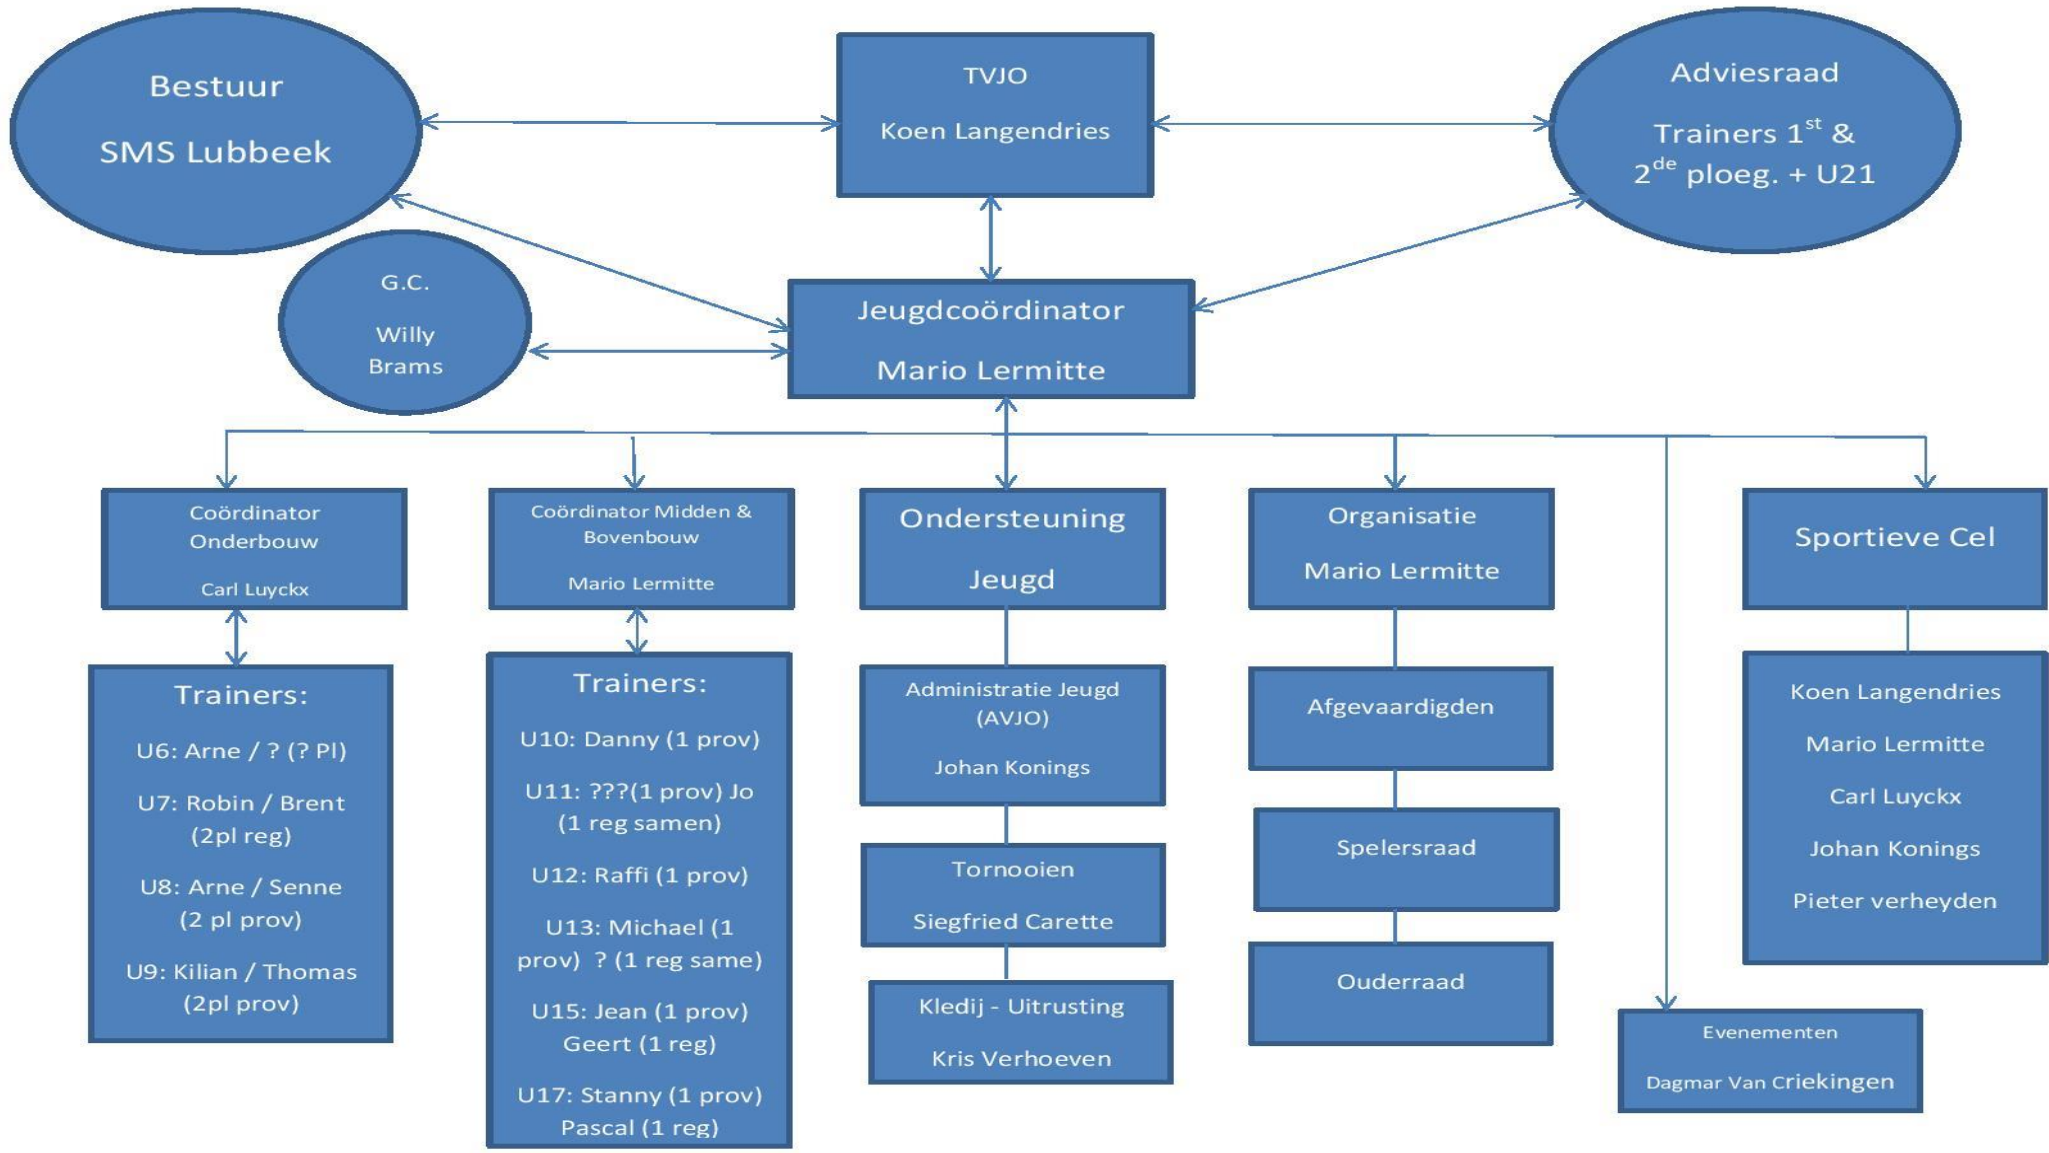 Bestuur
SMS Lubbeek
TVJO
Koen Langendries
Adviesraad
Trainers 1st &
2de ploeg. + U21
G.C.
Willy
Brams
Jeugdcoördinator
Mario Lermitte
Coördinator
Onderbouw
Carl Luyckx
Coördinator Midden &
Bovenbouw
Mario Lermitte
Ondersteuning
Jeugd
Organisatie
Mario Lermitte
Sportieve Cel
Trainers:
U6: Arne / ? (? Pl)
U7: Robin / Brent
(2pl reg)
U8: Arne / Senne
(2 pl prov)
U9: Kilian / Thomas
(2pl prov)
Trainers:
U10: Danny (1 prov)
U11: ???(1 prov) Jo
(1 reg samen)
U12: Raffi (1 prov)
U13: Michael (1
prov)  ? (1 reg same)
U15: Jean (1 prov)
Geert (1 reg)
U17: Stanny (1 prov)
Pascal (1 reg)
Administratie Jeugd
(AVJO)
Johan Konings
Tornooien
Siegfried Carette
Kledij - Uitrusting
Kris Verhoeven
Afgevaardigden
Spelersraad
Ouderraad
Koen Langendries
Mario Lermitte
Carl Luyckx
Johan Konings
Pieter verheyden
Evenementen
Dagmar Van Criekingen